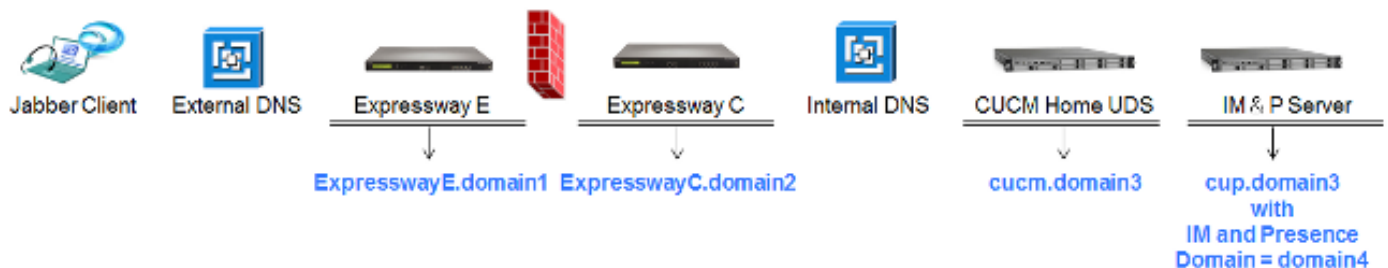 Jabber Client
External DNS
Expressway E
Expressway C
Internal DNS
CUCM Home UDS
IM & P Server
ExpresswayE.domain1
ExpresswayC.domain2
cucm.domain3
cup.domain3
with
IM and Presence
Domain = domain4